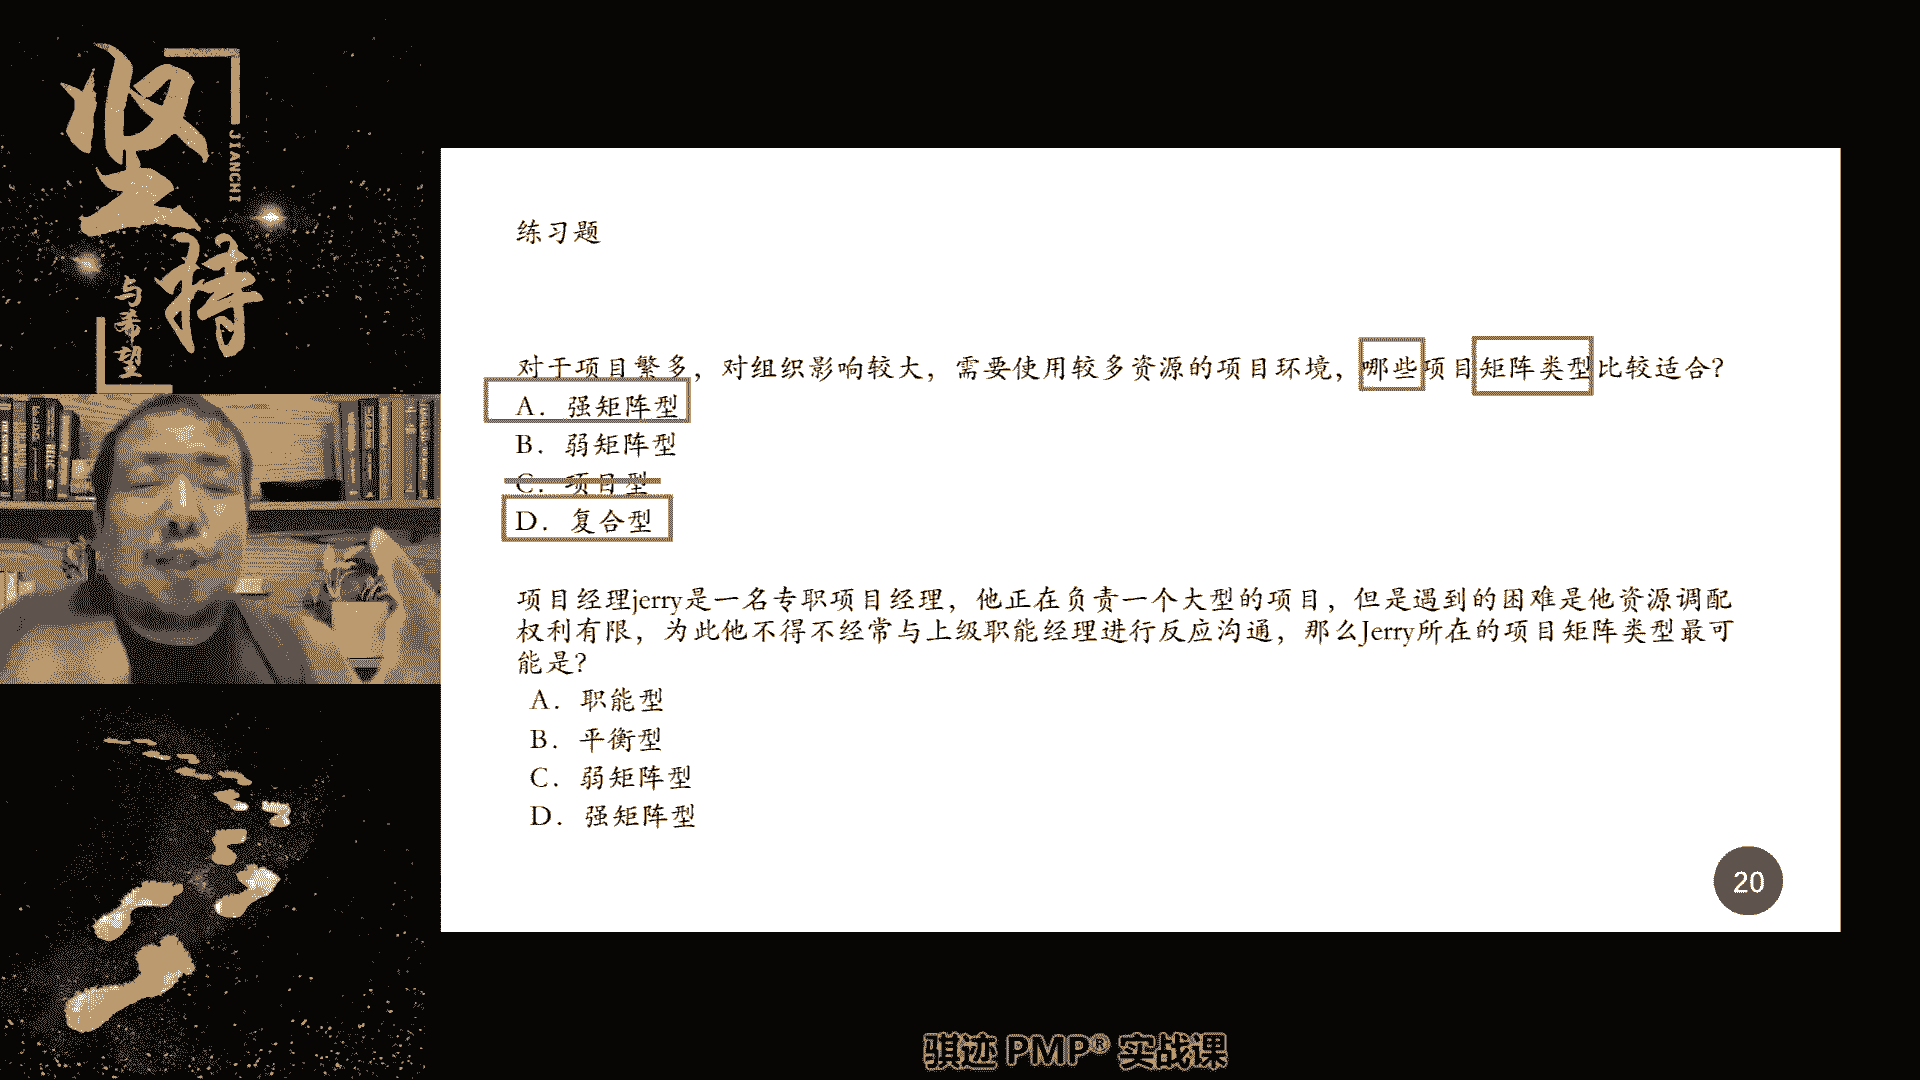 坚持
JIANCHI
与希望
练习题
对于项目繁多，对组织影响较大，需要使用较多资源的项目环境，哪些项目矩阵类型比较适合？
A. 强矩阵型
B. 弱矩阵型
C. 项目型
D. 复合型
项目经理jerry是一名专职项目经理，他正在负责一个大型的项目，但是遇到的困难是他资源调配
权利有限，为此他不得不经常与上级职能经理进行反应沟通，那么Jerry所在的项目矩阵类型最可
能是？
A. 职能型
B. 平衡型
C. 弱矩阵型
D. 强矩阵型
20
骐迹 PMP® 实战课